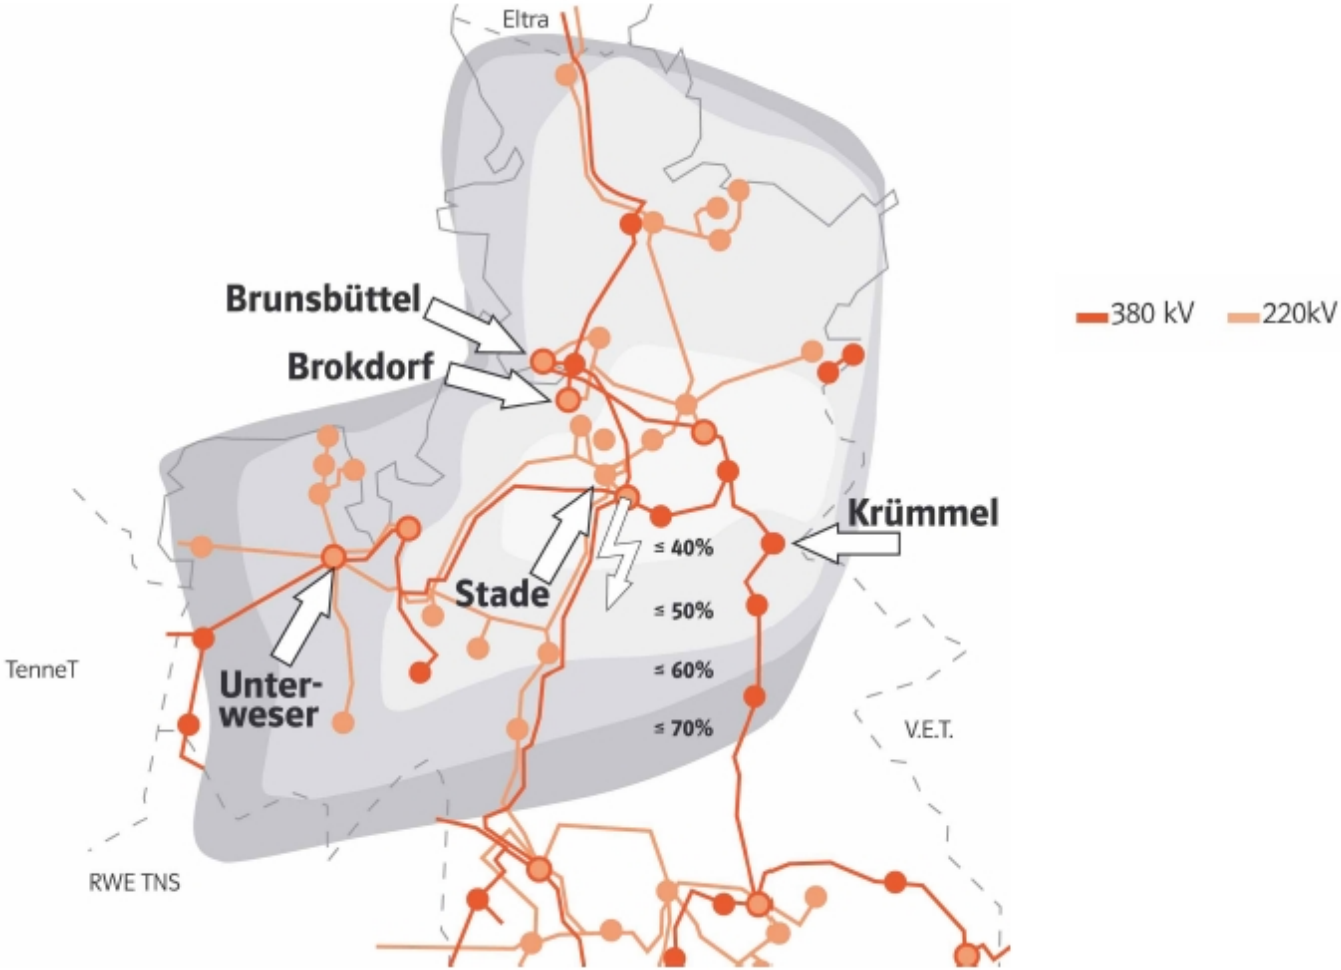 Eltra
Brunsbüttel
380 kV
220kV
Brokdorf
Krümmel
≤ 40%
Stade
≤ 50%
TenneT
≤ 60%
Unter-
weser
≤ 70%
V.E.T.
RWE TNS